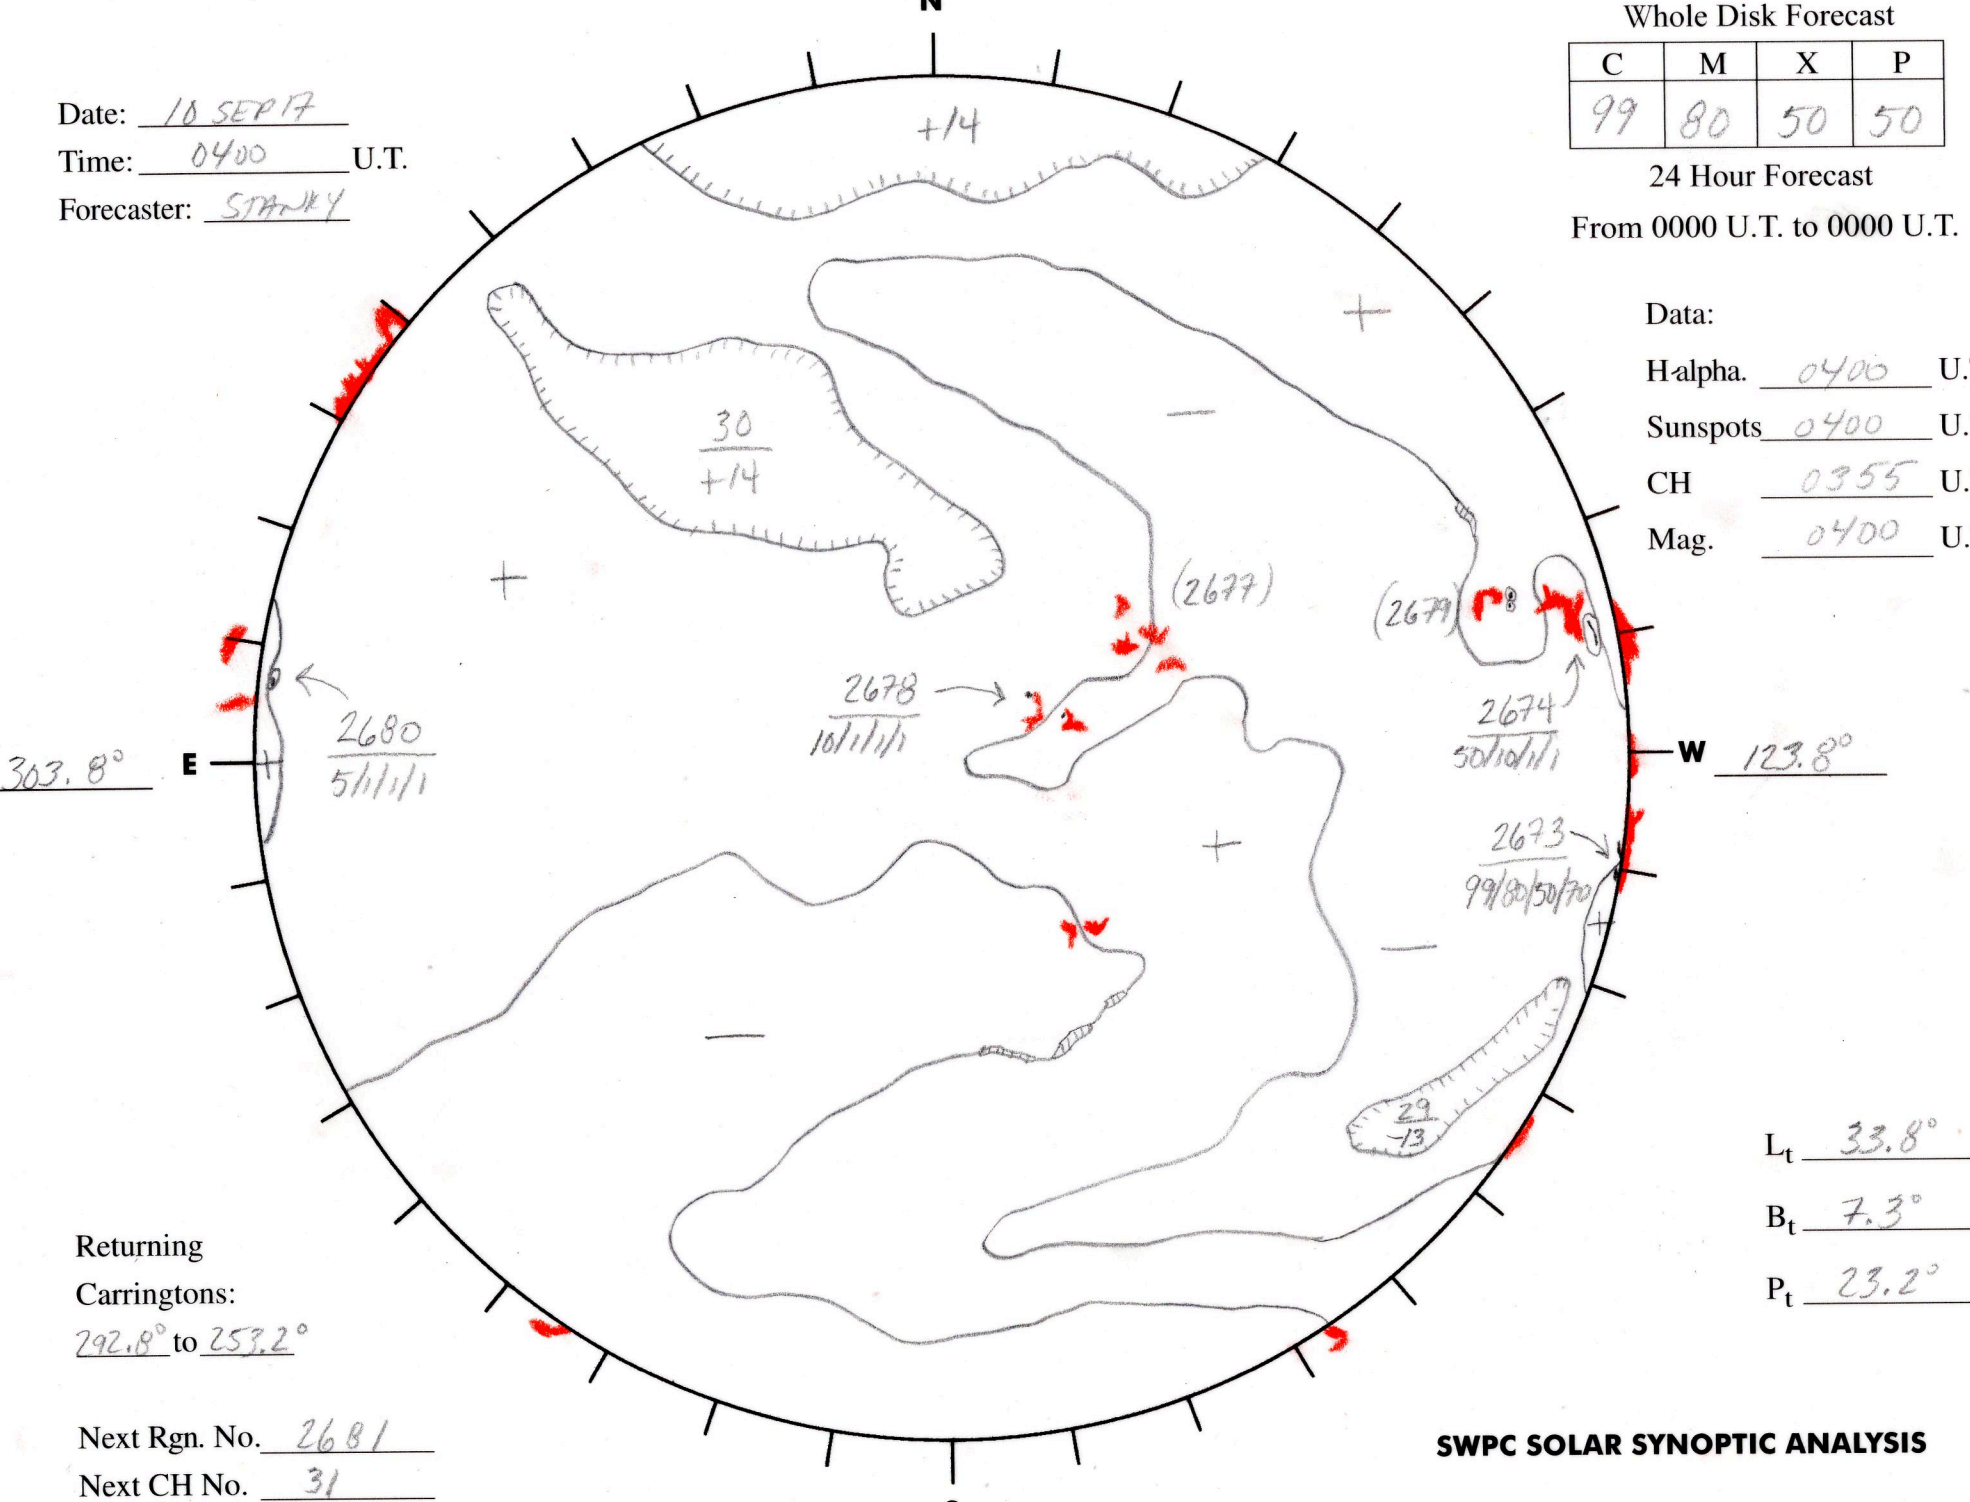 N
Whole Disk Forecast
C M X P
99 80 50 50
24 Hour Forecast
From 0000 U.T. to 0000 U.T.
Date: 10 SEP 17
Time: 0400 U.T.
Forecaster: STANKY
Data:
H-alpha. 0400 U.
Sunspots 0400 U.
CH 0355 U.
Mag. 0400 U.
+14
+
30
+14
—
+
(2677)
(2679)
2678
10/1/1/1
2674
50/10/1/1
2680
5/1/1/1
+
303.8° E
W 123.8°
2673
99/80/50/70
+
+
—
—
29
-13
Lt 33.8°
Bt 7.3°
Pt 23.2°
Returning
Carringtons:
292.8° to 253.2°
Next Rgn. No. 2681
Next CH No. 31
SWPC SOLAR SYNOPTIC ANALYSIS